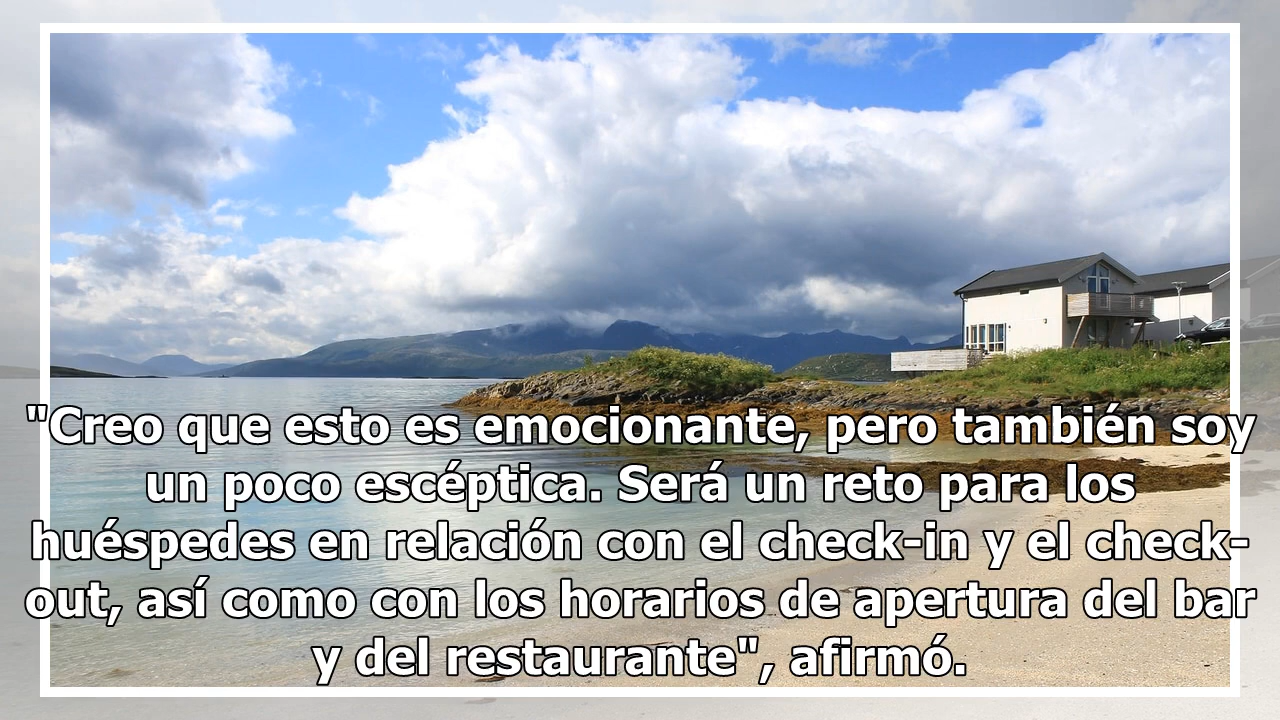 "Creo que esto es emocionante, pero también soy
un poco escéptica. Será un reto para los
huéspedes en relación con el check-in y el check-
out, así como con los horarios de apertura del bar
y del restaurante", afirmó.